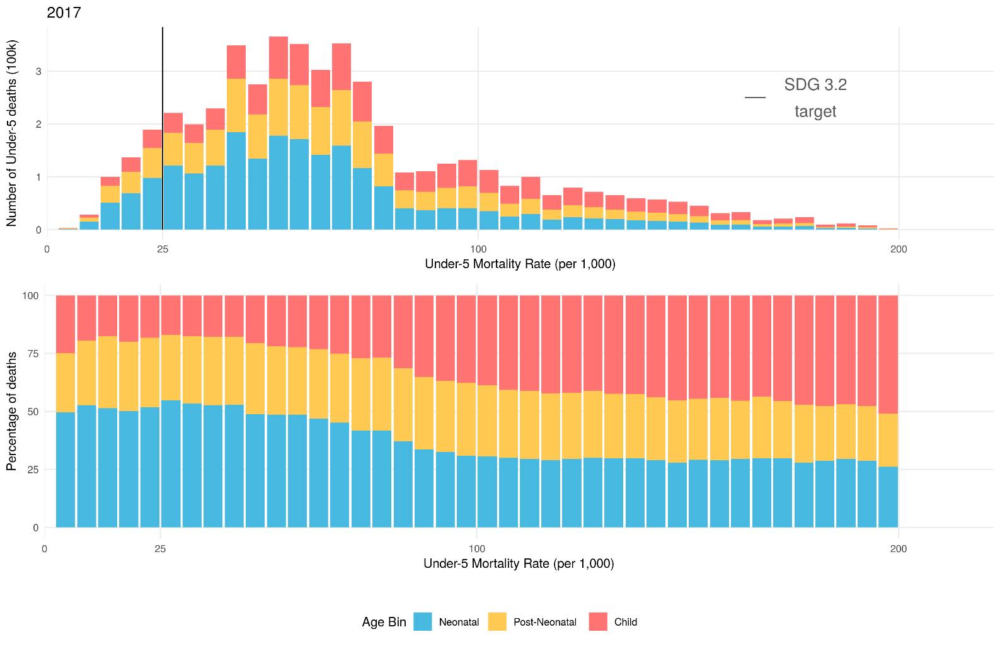 2017
Number of Under-5 deaths (100k)
3
2
1
0
SDG 3.2
target
0 25 100 200
Under-5 Mortality Rate (per 1,000)
Percentage of deaths
100
75
50
25
0
0 25 100 200
Under-5 Mortality Rate (per 1,000)
Age Bin Neonatal Post-Neonatal Child